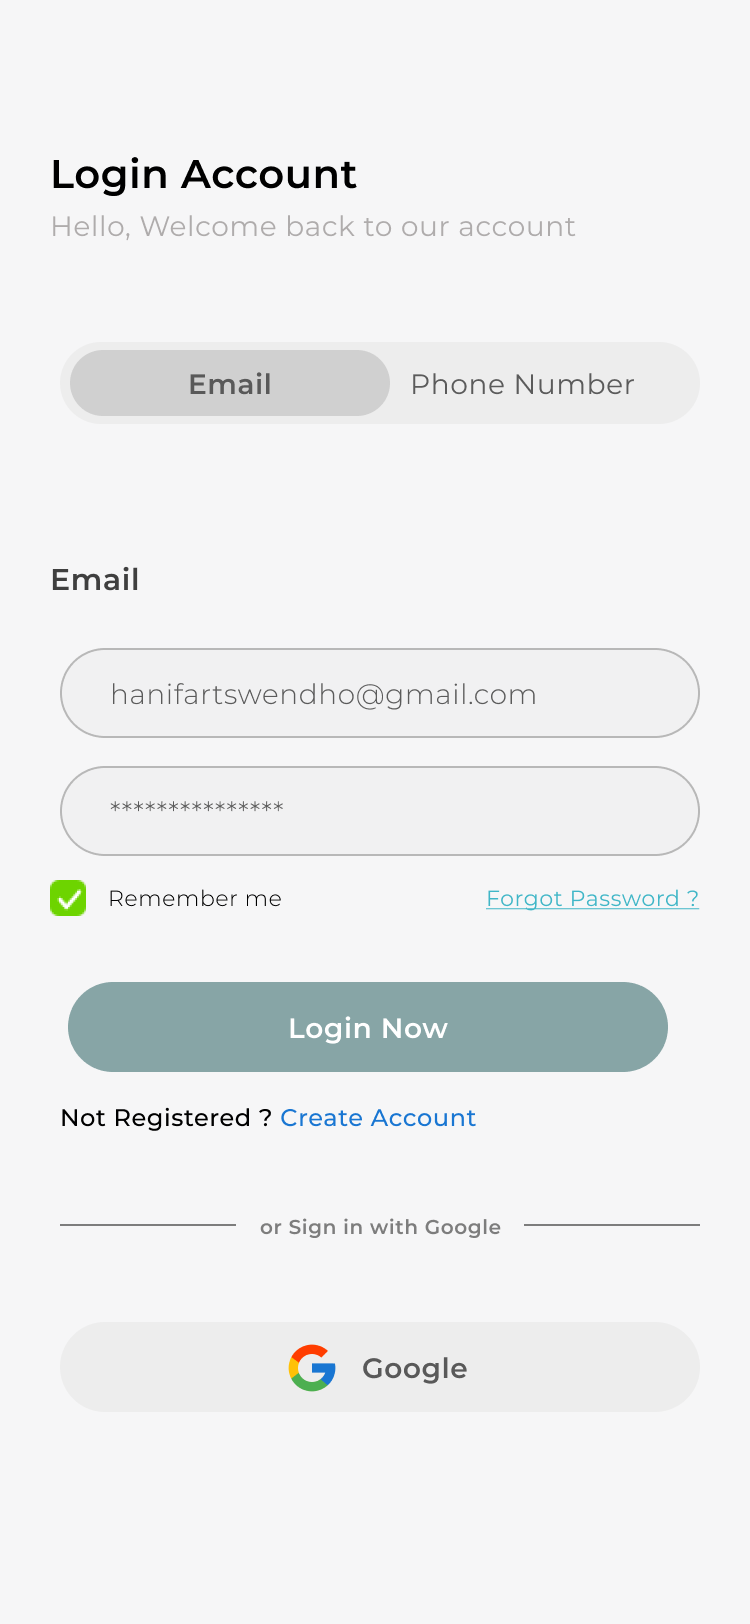 Login Account
Hello, Welcome back to our account
Email Phone Number
Email
hanifartswendho@gmail.com
***************
Remember me Forgot Password ?
Login Now
Not Registered ? Create Account
or Sign in with Google
Google